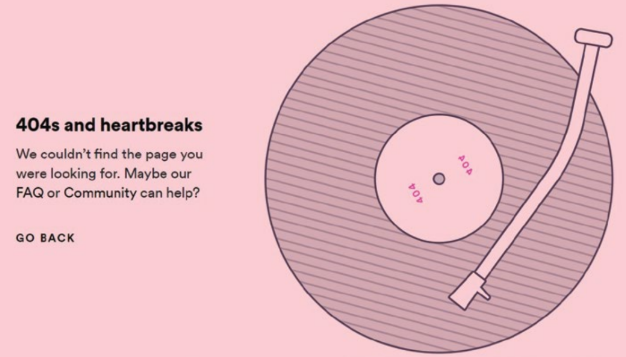 404s and heartbreaks
We couldn't find the page you
were looking for. Maybe our
FAQ or Community can help?
GO BACK
404
404